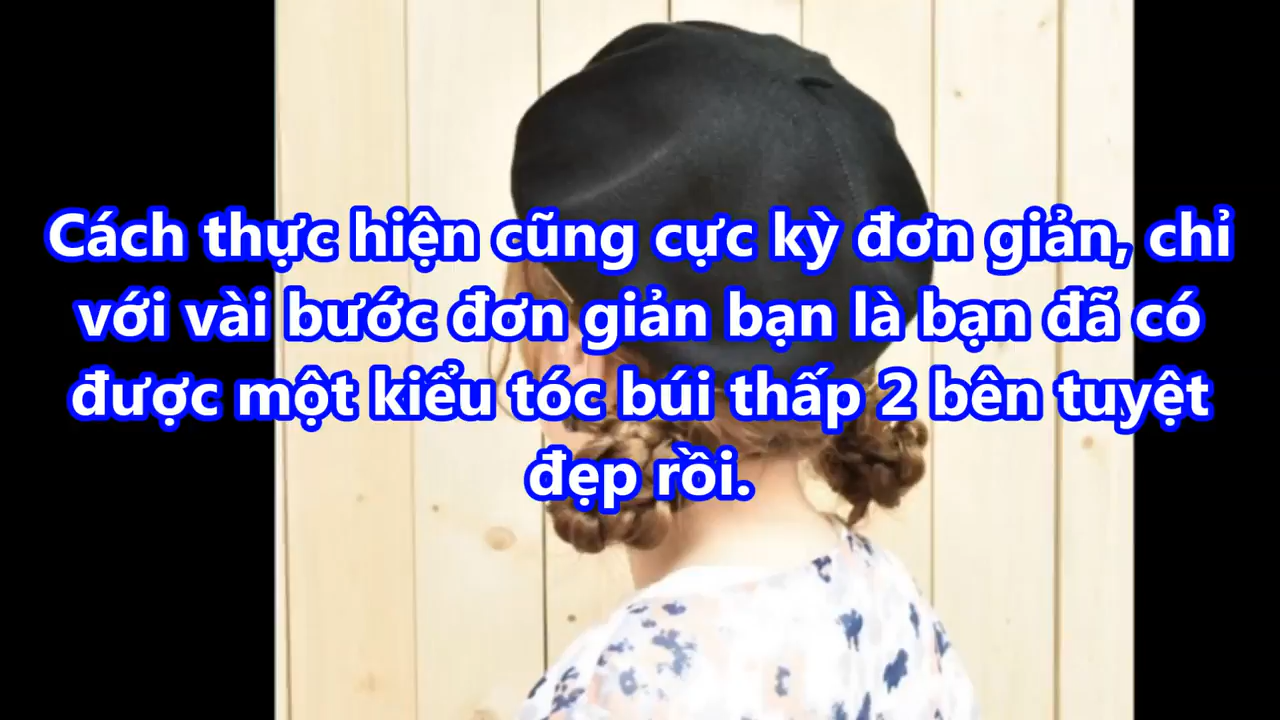 Cách thực hiện cũng cực kỳ đơn giản, chỉ
với vài bước đơn giản bạn là bạn đã có
được một kiểu tóc búi thấp 2 bên tuyệt
đẹp rồi.